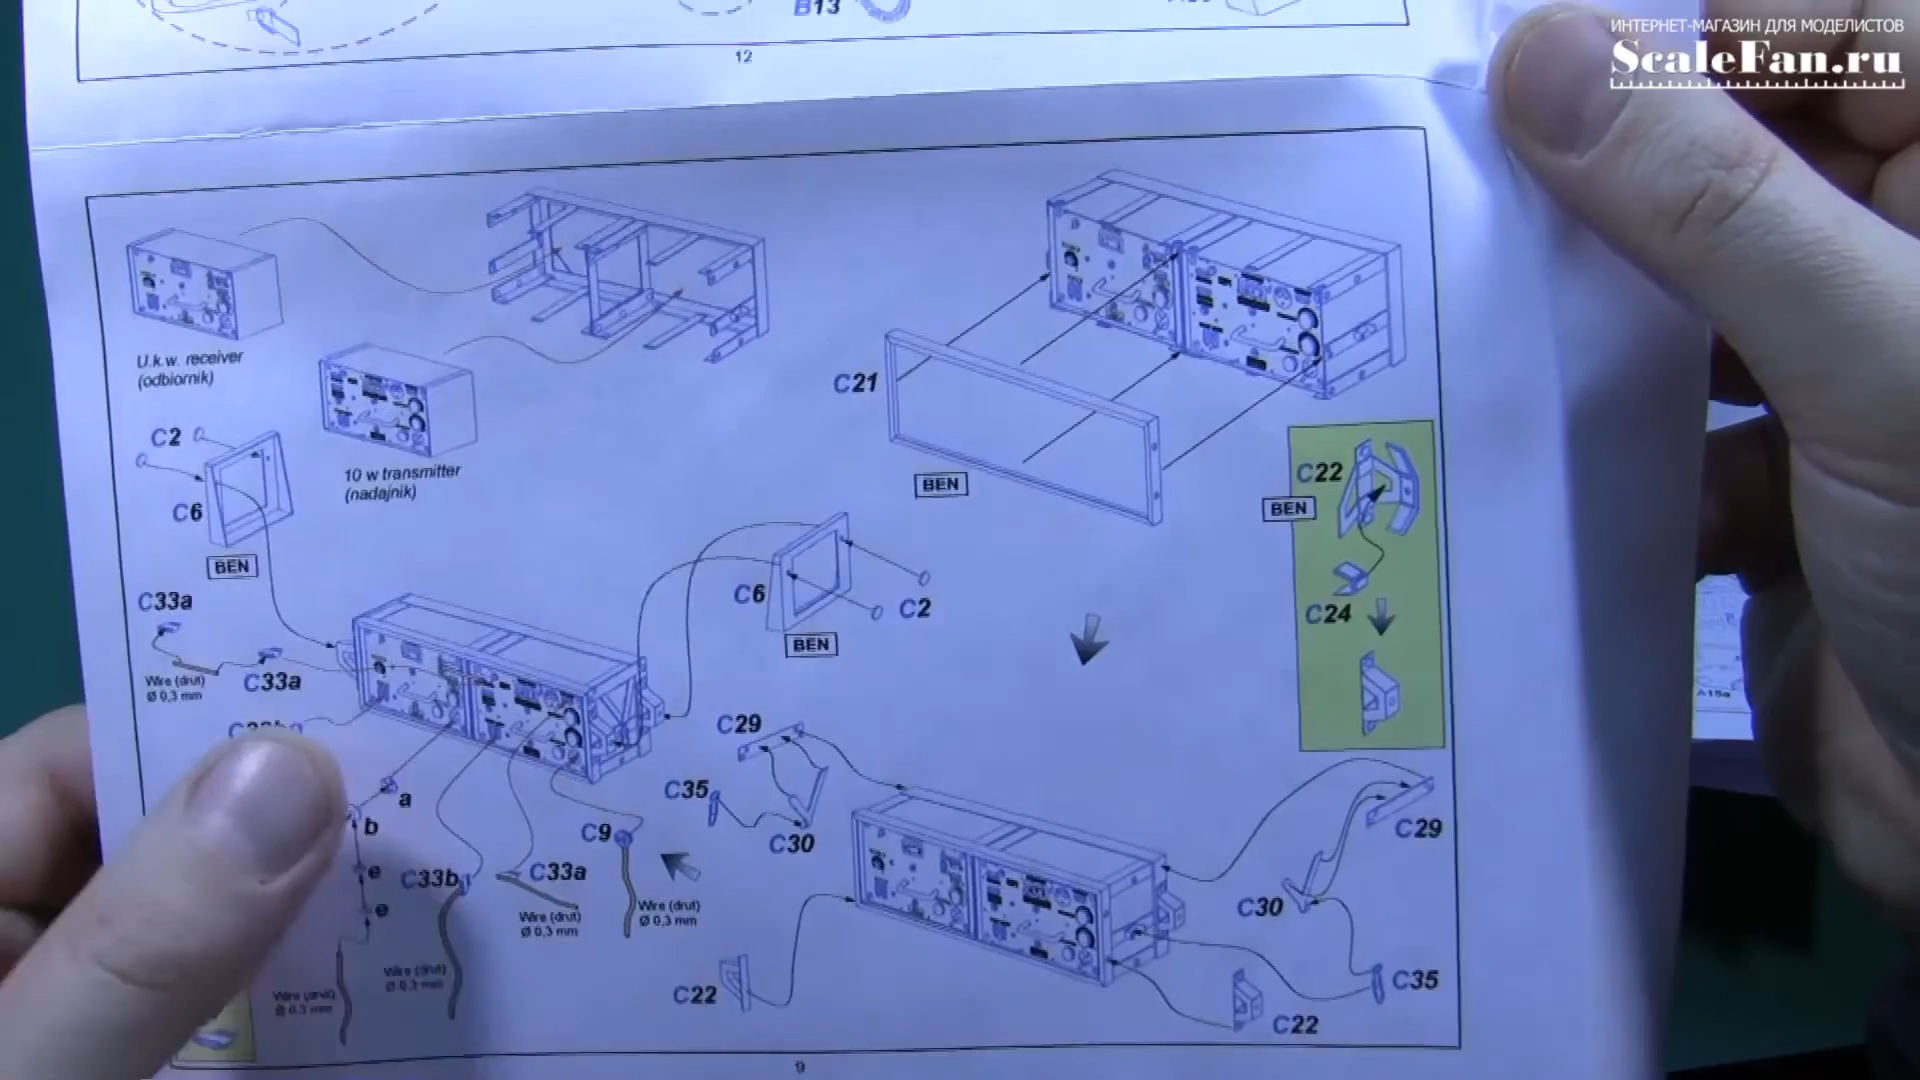 B13
ИНТЕРНЕТ-МАГАЗИН ДЛЯ МОДЕЛИСТОВ
ScaleFan.ru
12
U.k.w. receiver
(odbiornik)
10 w transmitter
(nadajnik)
C21
BEN
C22
BEN
C24
C2
C6
BEN
C6
C2
BEN
C33a
Wire (drut)
Ø 0,3 mm
C33a
A15a
C29
C35
C30
C29
C30
C35
a
b
e
e
C33b
C33a
C9
Wire (drut)
Ø 0,3 mm
Wire (drut)
Ø 0,3 mm
Wire (drut)
Ø 0,3 mm
Wire (drut)
Ø 0,3 mm
C22
C22
9